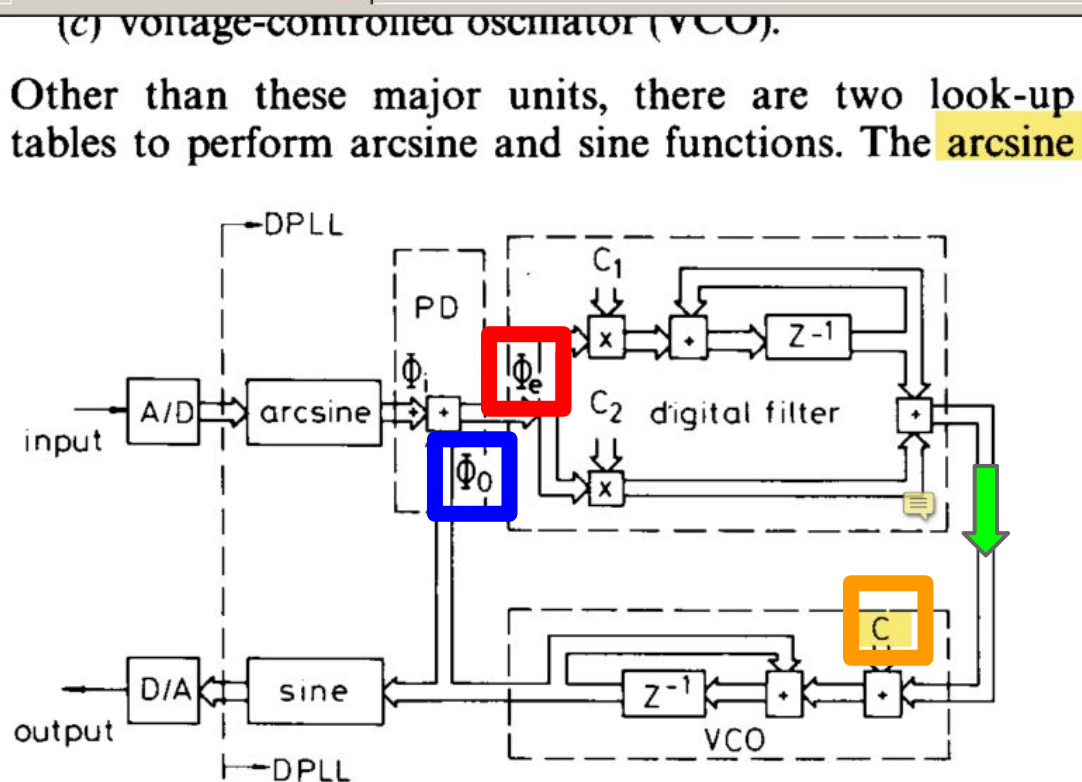 (c) voltage-controlled oscillator (VCO).
Other than these major units, there are two look-up
tables to perform arcsine and sine functions. The arcsine
DPLL
C1
PD
x
+
Z-1
Φi
Φe
A/D
arcsine
+
+
C2
digital filter
+
input
Φ0
x
C
D/A
sine
Z-1
+
+
output
VCO
DPLL